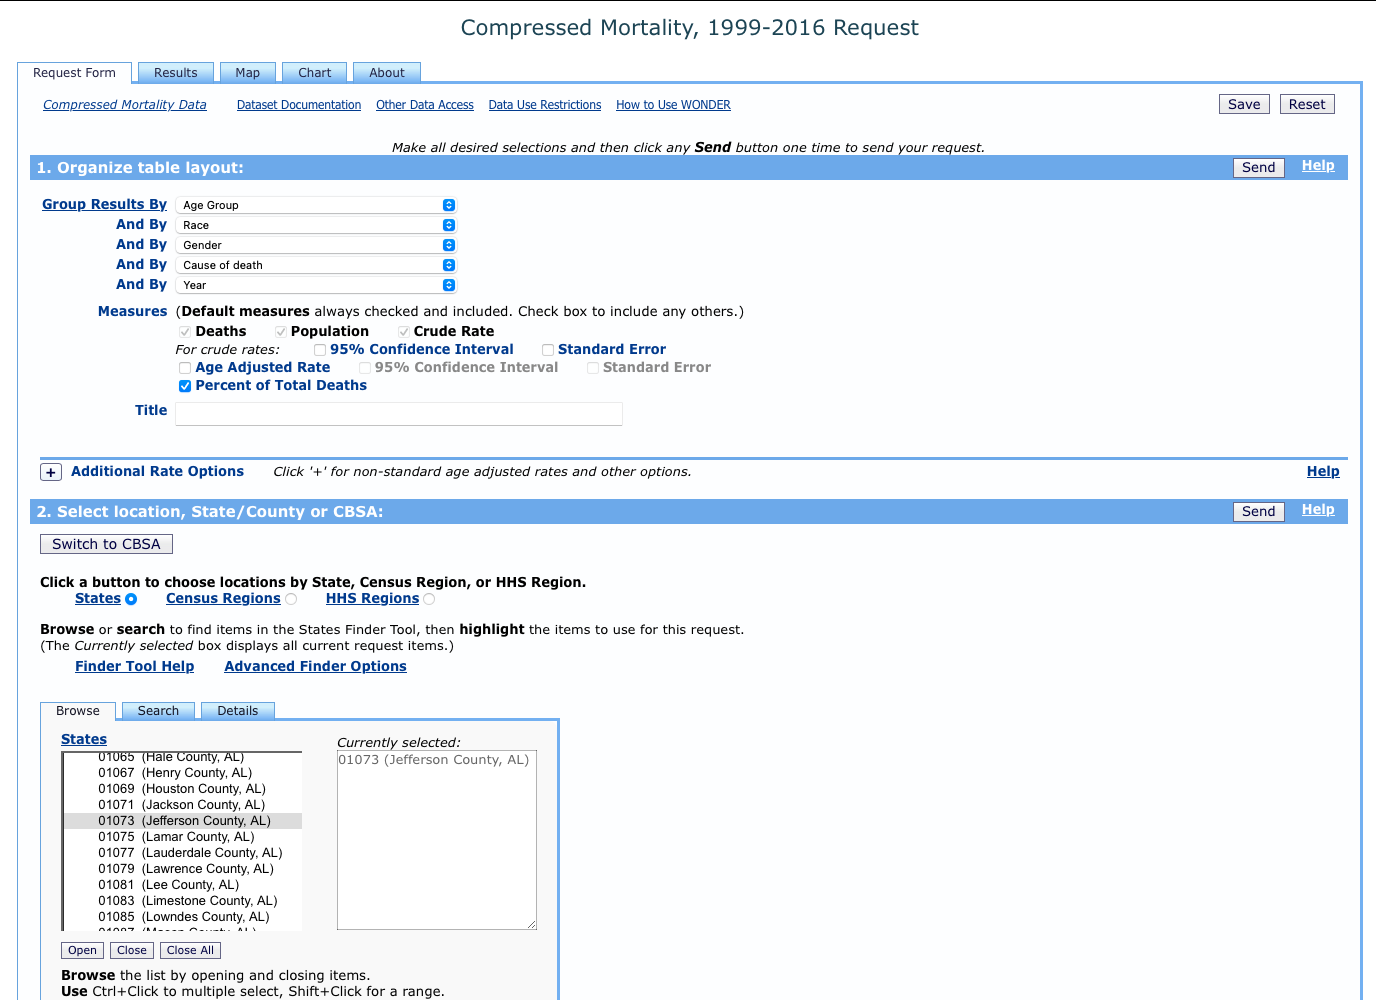 Compressed Mortality, 1999-2016 Request
Request Form Results Map Chart About
Compressed Mortality Data Dataset Documentation Other Data Access Data Use Restrictions How to Use WONDER Save Reset
Make all desired selections and then click any Send button one time to send your request.
1. Organize table layout: Send Help
Group Results By Age Group
And By Race
And By Gender
And By Cause of death
And By Year
Measures (Default measures always checked and included. Check box to include any others.)
Deaths Population Crude Rate
For crude rates: 95% Confidence Interval Standard Error
Age Adjusted Rate 95% Confidence Interval Standard Error
Percent of Total Deaths
Title
+ Additional Rate Options Click '+' for non-standard age adjusted rates and other options. Help
2. Select location, State/County or CBSA: Send Help
Switch to CBSA
Click a button to choose locations by State, Census Region, or HHS Region.
States Census Regions HHS Regions
Browse or search to find items in the States Finder Tool, then highlight the items to use for this request.
(The Currently selected box displays all current request items.)
Finder Tool Help Advanced Finder Options
Browse Search Details
States
Currently selected:
01065 (Hale County, AL)
01067 (Henry County, AL)
01069 (Houston County, AL)
01071 (Jackson County, AL)
01073 (Jefferson County, AL)
01075 (Lamar County, AL)
01077 (Lauderdale County, AL)
01079 (Lawrence County, AL)
01081 (Lee County, AL)
01083 (Limestone County, AL)
01085 (Lowndes County, AL)
01087 (Macon County, AL)
01073 (Jefferson County, AL)
Open Close Close All
Browse the list by opening and closing items.
Use Ctrl+Click to multiple select, Shift+Click for a range.